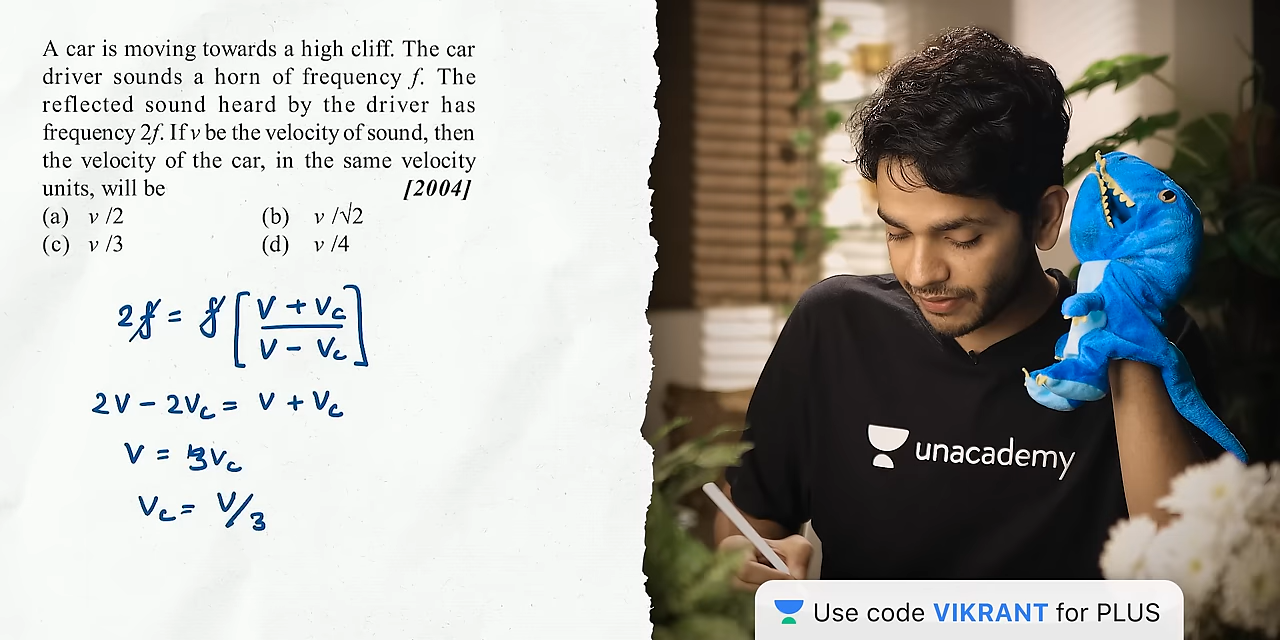 A car is moving towards a high cliff. The car
driver sounds a horn of frequency f. The
reflected sound heard by the driver has
frequency 2f. If v be the velocity of sound, then
the velocity of the car, in the same velocity
units, will be [2004]
(a) v /2 (b) v /√2
(c) v /3 (d) v /4
2f = f [V + Vc / V - Vc]
2V - 2Vc = V + Vc
V = 3Vc
Vc = V/3
unacademy
Use code VIKRANT for PLUS